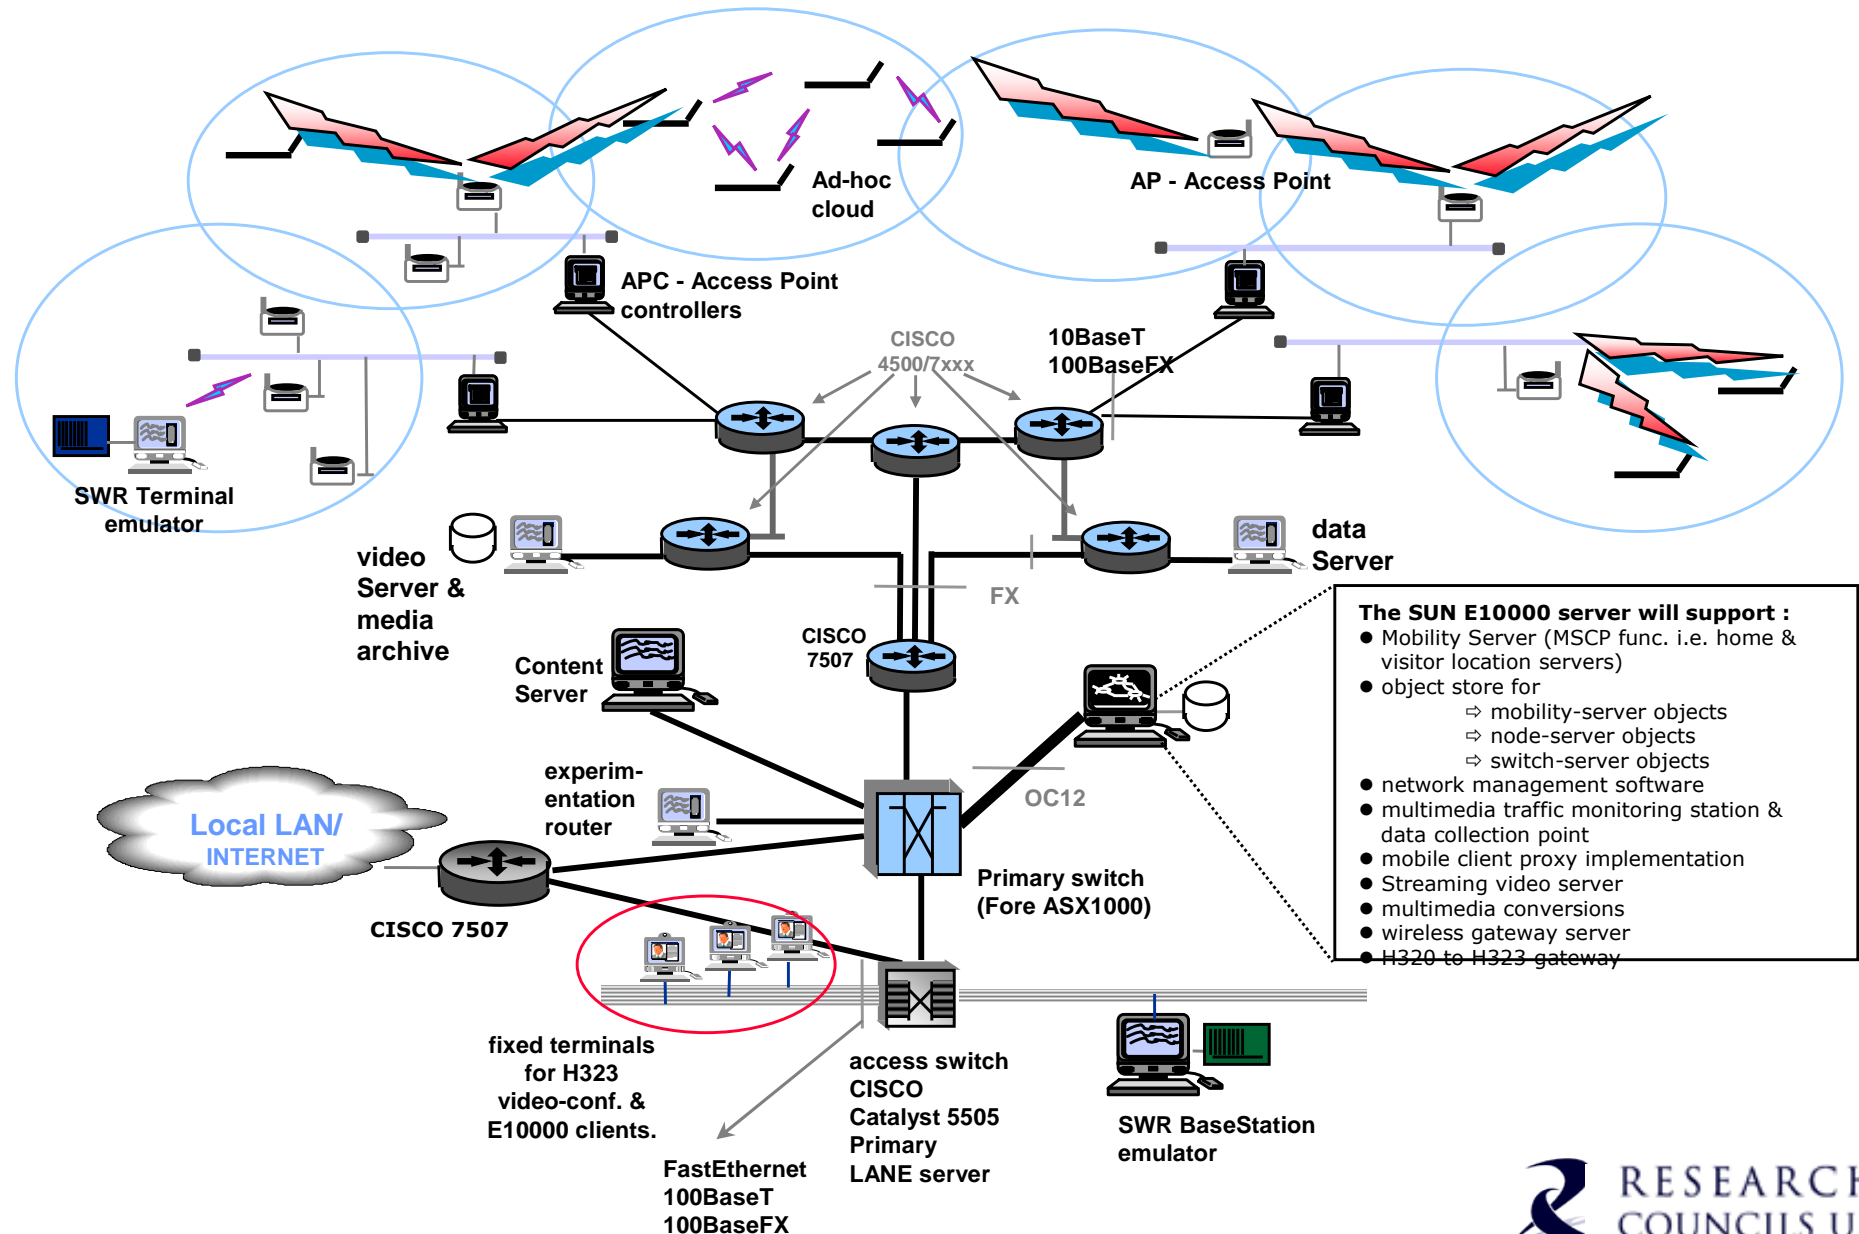 Ad-hoc
cloud
AP - Access Point
APC - Access Point
controllers
CISCO
4500/7xxx
10BaseT
100BaseFX
SWR Terminal
emulator
video
Server &
media
archive
data
Server
FX
CISCO
7507
Content
Server
experim-
entation
router
OC12
Local LAN/
INTERNET
CISCO 7507
Primary switch
(Fore ASX1000)
The SUN E10000 server will support :
● Mobility Server (MSCP func. i.e. home &
visitor location servers)
● object store for
⇨ mobility-server objects
⇨ node-server objects
⇨ switch-server objects
● network management software
● multimedia traffic monitoring station &
data collection point
● mobile client proxy implementation
● Streaming video server
● multimedia conversions
● wireless gateway server
● H320 to H323 gateway
fixed terminals
for H323
video-conf. &
E10000 clients.
access switch
CISCO
Catalyst 5505
Primary
LANE server
SWR BaseStation
emulator
FastEthernet
100BaseT
100BaseFX
RESEARCH
COUNCILS U